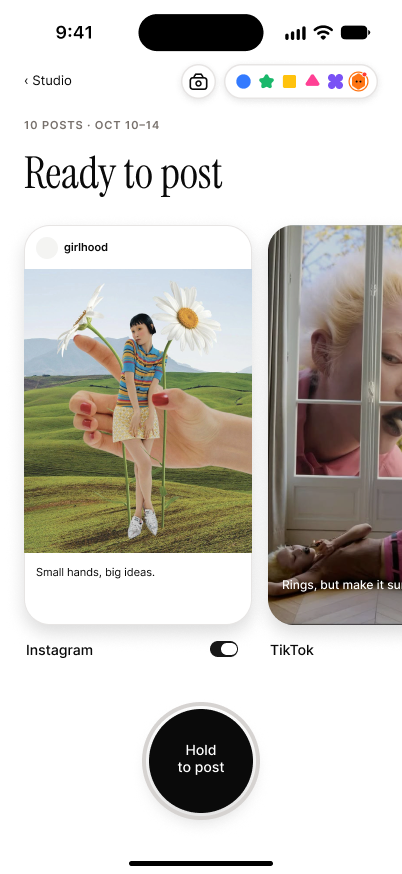 9:41
‹ Studio
10 POSTS · OCT 10–14
Ready to post
girlhood
Small hands, big ideas.
Rings, but make it
Instagram
TikTok
Hold
to post